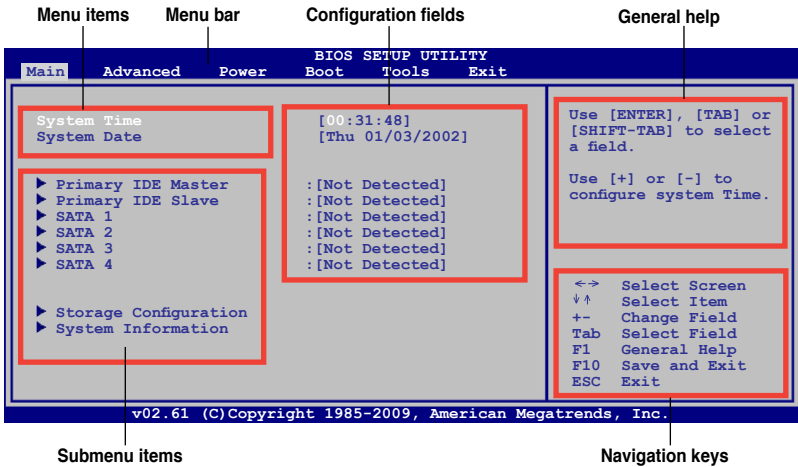 Menu items Menu bar Configuration fields General help
BIOS SETUP UTILITY
Main Advanced Power Boot Tools Exit
System Time [00:31:48]
System Date [Thu 01/03/2002]
Primary IDE Master :[Not Detected]
Primary IDE Slave :[Not Detected]
SATA 1 :[Not Detected]
SATA 2 :[Not Detected]
SATA 3 :[Not Detected]
SATA 4 :[Not Detected]
Storage Configuration
System Information
Use [ENTER], [TAB] or
[SHIFT-TAB] to select
a field.
Use [+] or [-] to
configure system Time.
←→ Select Screen
↓↑ Select Item
+- Change Field
Tab Select Field
F1 General Help
F10 Save and Exit
ESC Exit
v02.61 (C)Copyright 1985-2009, American Megatrends, Inc.
Submenu items Navigation keys